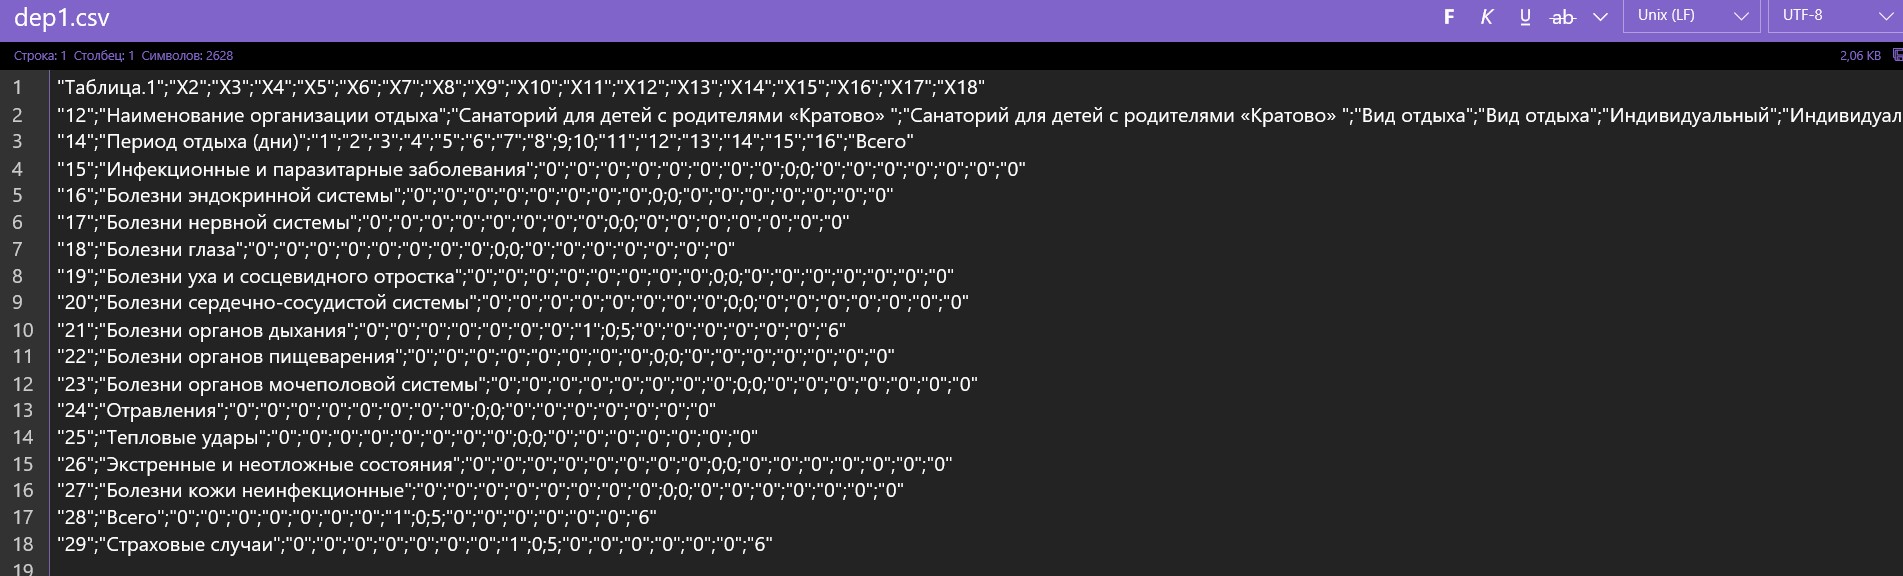 dep1.csv
F K U ab Unix (LF) UTF-8
Строка: 1 Столбец: 1 Символов: 2628 2,06 KB
1 "Таблица.1";"X2";"X3";"X4";"X5";"X6";"X7";"X8";"X9";"X10";"X11";"X12";"X13";"X14";"X15";"X16";"X17";"X18"
2 "12";"Наименование организации отдыха";"Санаторий для детей с родителями «Кратово» ";"Санаторий для детей с родителями «Кратово» ";"Вид отдыха";"Вид отдыха";"Индивидуальный";"Индивидуал
3 "14";"Период отдыха (дни)";"1";"2";"3";"4";"5";"6";"7";"8";9;10;"11";"12";"13";"14";"15";"16";"Всего"
4 "15";"Инфекционные и паразитарные заболевания";"0";"0";"0";"0";"0";"0";"0";"0";0;0;"0";"0";"0";"0";"0";"0";"0"
5 "16";"Болезни эндокринной системы";"0";"0";"0";"0";"0";"0";"0";"0";0;0;"0";"0";"0";"0";"0";"0";"0"
6 "17";"Болезни нервной системы";"0";"0";"0";"0";"0";"0";"0";"0";0;0;"0";"0";"0";"0";"0";"0";"0"
7 "18";"Болезни глаза";"0";"0";"0";"0";"0";"0";"0";"0";0;0;"0";"0";"0";"0";"0";"0";"0"
8 "19";"Болезни уха и сосцевидного отростка";"0";"0";"0";"0";"0";"0";"0";"0";0;0;"0";"0";"0";"0";"0";"0";"0"
9 "20";"Болезни сердечно-сосудистой системы";"0";"0";"0";"0";"0";"0";"0";"0";0;0;"0";"0";"0";"0";"0";"0";"0"
10 "21";"Болезни органов дыхания";"0";"0";"0";"0";"0";"0";"0";"1";0;5;"0";"0";"0";"0";"0";"0";"6"
11 "22";"Болезни органов пищеварения";"0";"0";"0";"0";"0";"0";"0";"0";0;0;"0";"0";"0";"0";"0";"0";"0"
12 "23";"Болезни органов мочеполовой системы";"0";"0";"0";"0";"0";"0";"0";"0";0;0;"0";"0";"0";"0";"0";"0";"0"
13 "24";"Отравления";"0";"0";"0";"0";"0";"0";"0";"0";0;0;"0";"0";"0";"0";"0";"0";"0"
14 "25";"Тепловые удары";"0";"0";"0";"0";"0";"0";"0";"0";0;0;"0";"0";"0";"0";"0";"0";"0"
15 "26";"Экстренные и неотложные состояния";"0";"0";"0";"0";"0";"0";"0";"0";0;0;"0";"0";"0";"0";"0";"0";"0"
16 "27";"Болезни кожи неинфекционные";"0";"0";"0";"0";"0";"0";"0";"0";0;0;"0";"0";"0";"0";"0";"0";"0"
17 "28";"Всего";"0";"0";"0";"0";"0";"0";"0";"1";0;5;"0";"0";"0";"0";"0";"0";"6"
18 "29";"Страховые случаи";"0";"0";"0";"0";"0";"0";"0";"1";0;5;"0";"0";"0";"0";"0";"0";"6"
19